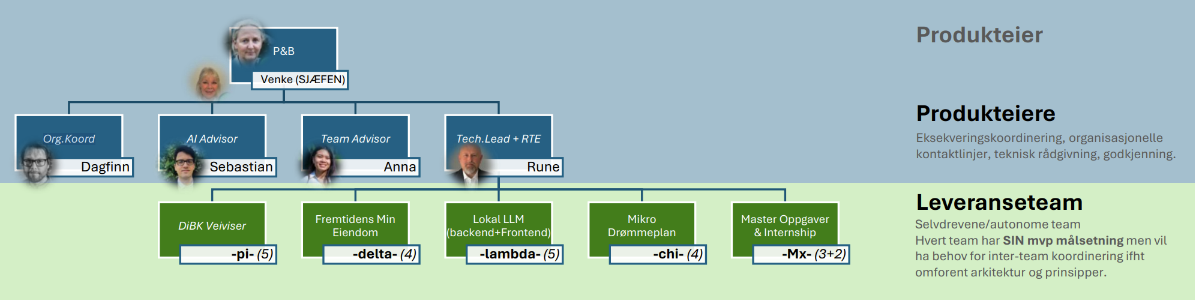 Produkteier
P&B
Venke (SJÆFEN)
Produkteiere
Eksekveringskoordinering, organisasjonelle
kontaktlinjer, teknisk rådgivning, godkjenning.
Org.Koord
Dagfinn
AI Advisor
Sebastian
Team Advisor
Anna
Tech.Lead + RTE
Rune
Leveranseteam
Selvdrevene/autonome team
Hvert team har SIN mvp målsetning men vil
ha behov for inter-team koordinering ifht
omforent arkitektur og prinsipper.
DiBK Veiviser
-pi- (5)
Fremtidens Min
Eiendom
-delta- (4)
Lokal LLM
(backend+Frontend)
-lambda- (5)
Mikro
Drømmeplan
-chi- (4)
Master Oppgaver
& Internship
-Mx- (3+2)